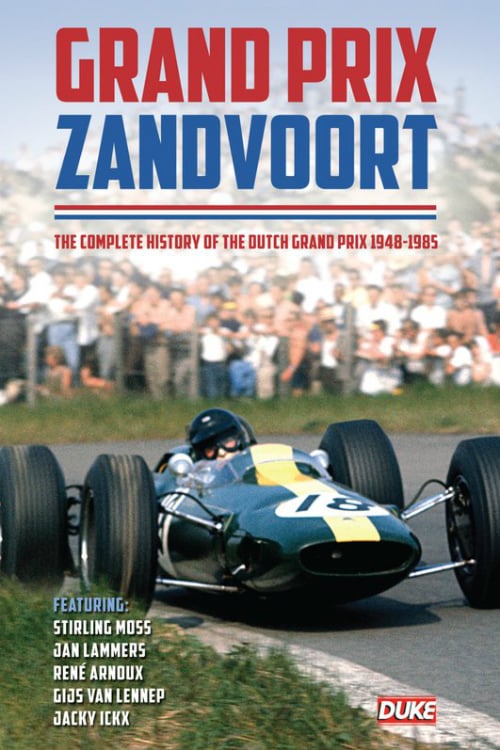 GRAND PRIX
ZANDVOORT
THE COMPLETE HISTORY OF THE DUTCH GRAND PRIX 1948-1985
18
FEATURING:
STIRLING MOSS
JAN LAMMERS
RENÉ ARNOUX
GIJS VAN LENNEP
JACKY ICKX
DUKE